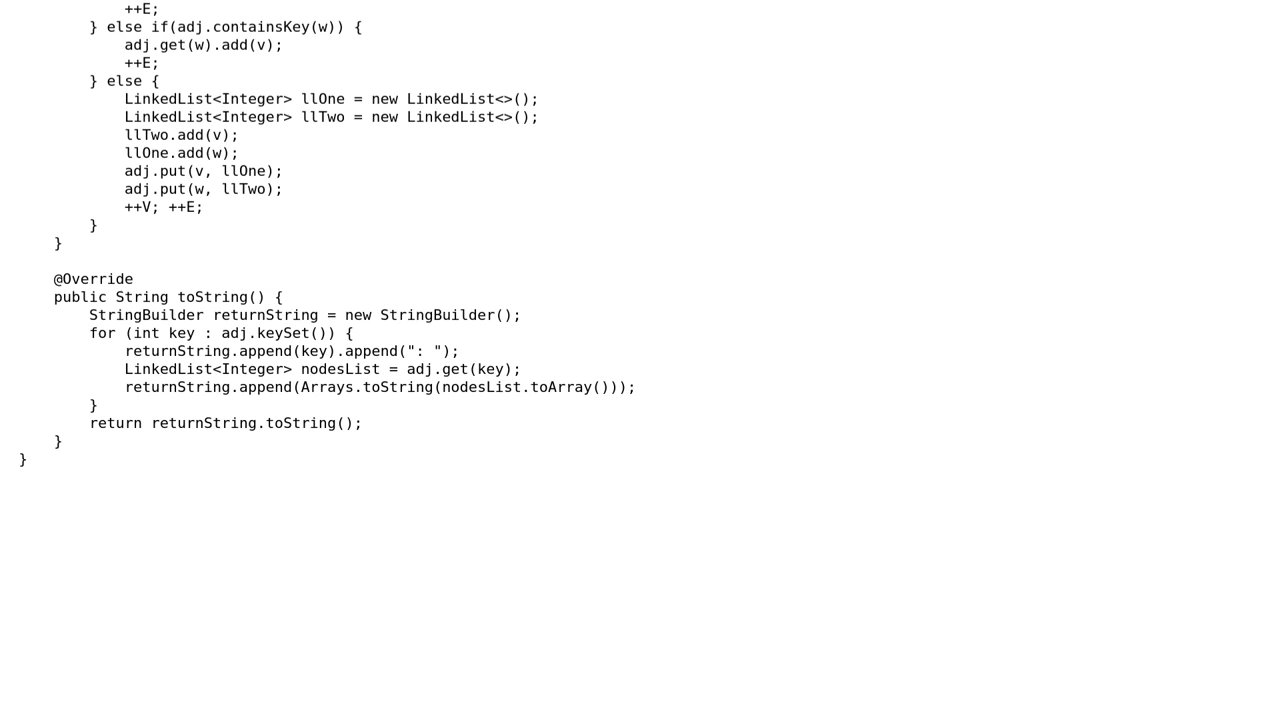 ++E;
} else if(adj.containsKey(w)) {
adj.get(w).add(v);
++E;
} else {
LinkedList<Integer> llOne = new LinkedList<>();
LinkedList<Integer> llTwo = new LinkedList<>();
llTwo.add(v);
llOne.add(w);
adj.put(v, llOne);
adj.put(w, llTwo);
++V; ++E;
}
}
@Override
public String toString() {
StringBuilder returnString = new StringBuilder();
for (int key : adj.keySet()) {
returnString.append(key).append(": ");
LinkedList<Integer> nodesList = adj.get(key);
returnString.append(Arrays.toString(nodesList.toArray()));
}
return returnString.toString();
}
}